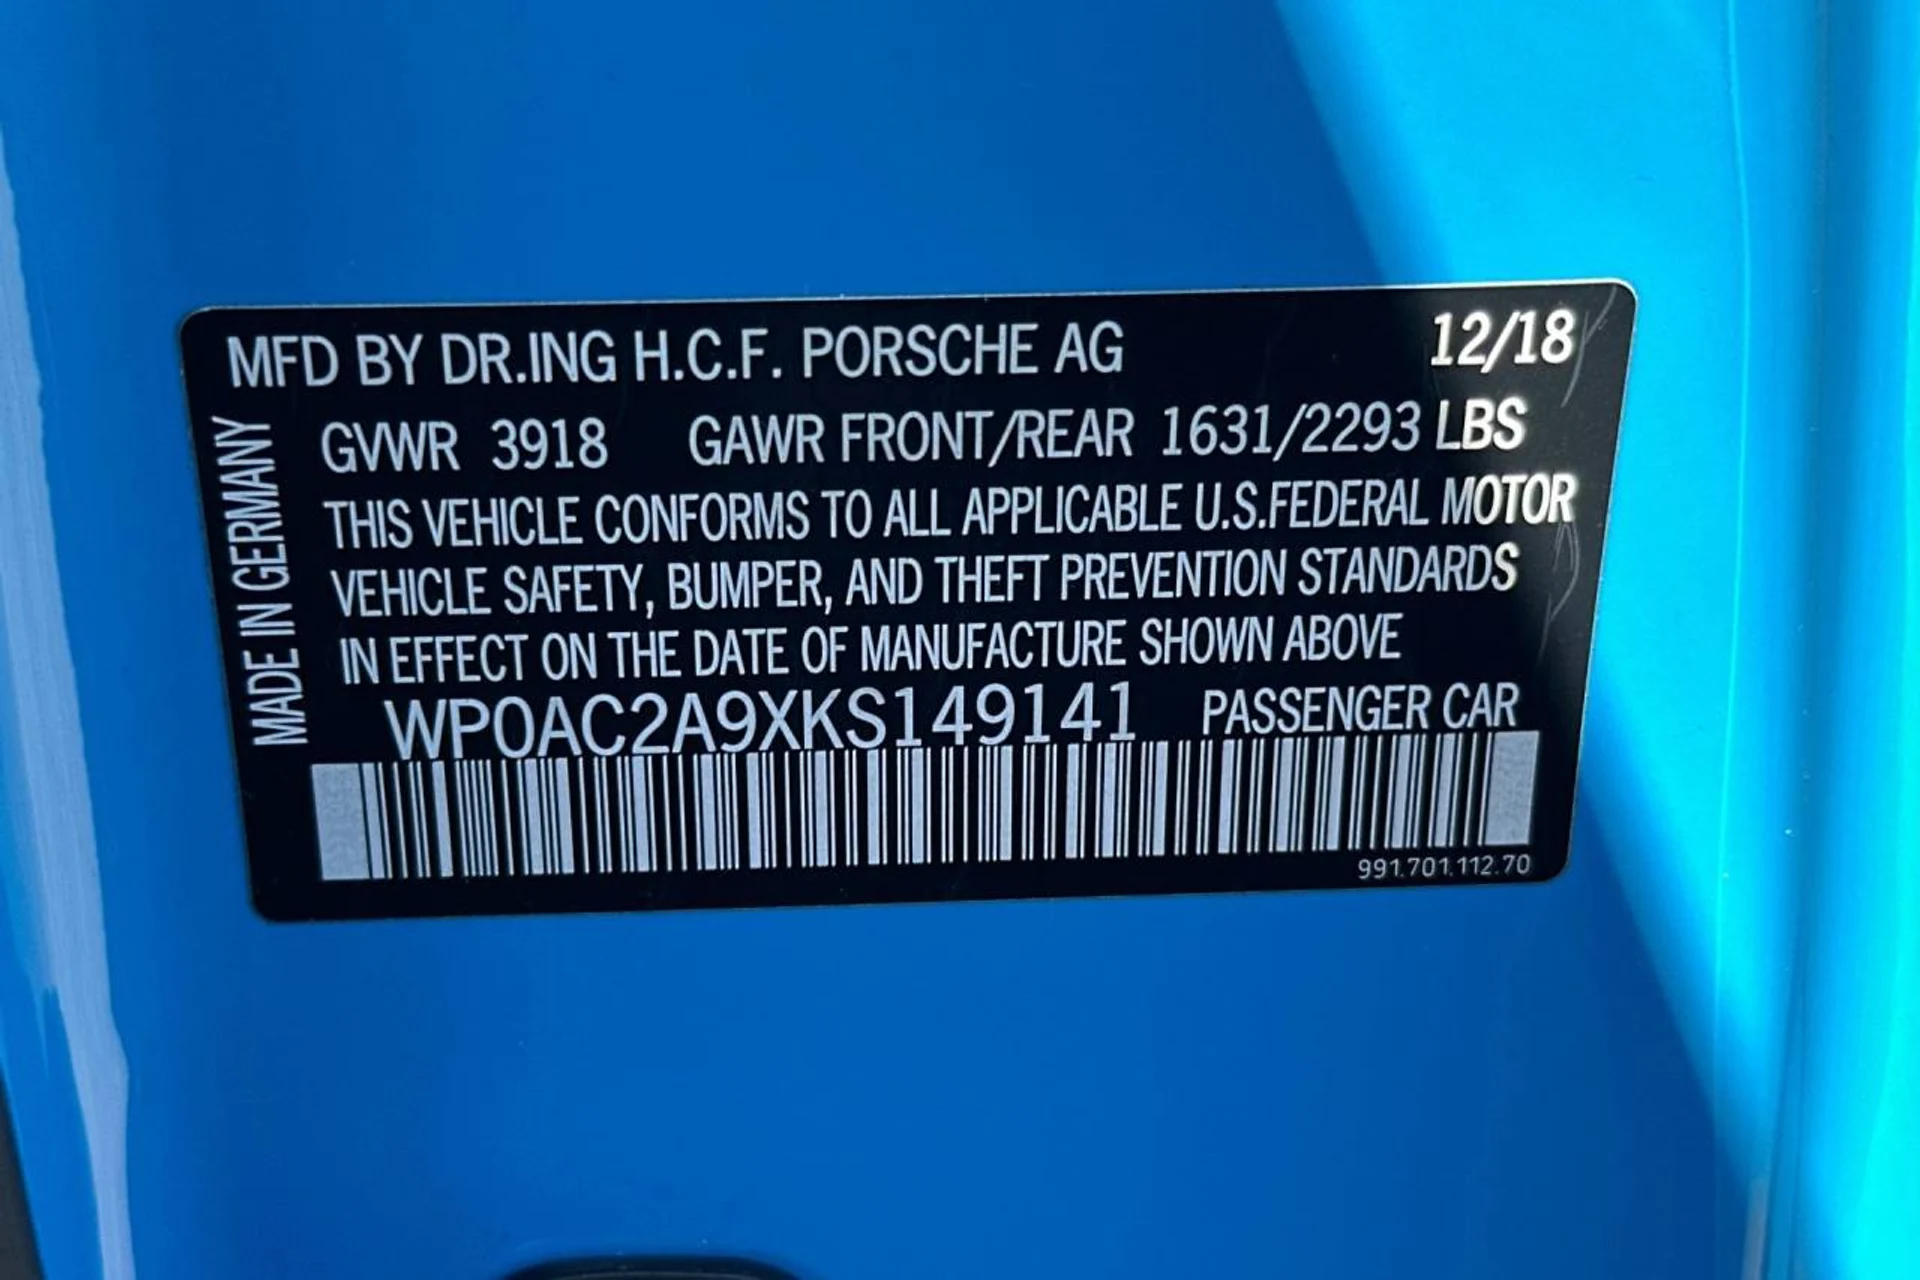 MFD BY DR.ING H.C.F. PORSCHE AG 12/18
GVWR 3918 GAWR FRONT/REAR 1631/2293 LBS
THIS VEHICLE CONFORMS TO ALL APPLICABLE U.S.FEDERAL MOTOR
VEHICLE SAFETY, BUMPER, AND THEFT PREVENTION STANDARDS
IN EFFECT ON THE DATE OF MANUFACTURE SHOWN ABOVE
WP0AC2A9XKS149141 PASSENGER CAR
991.701.112.70
MADE IN GERMANY